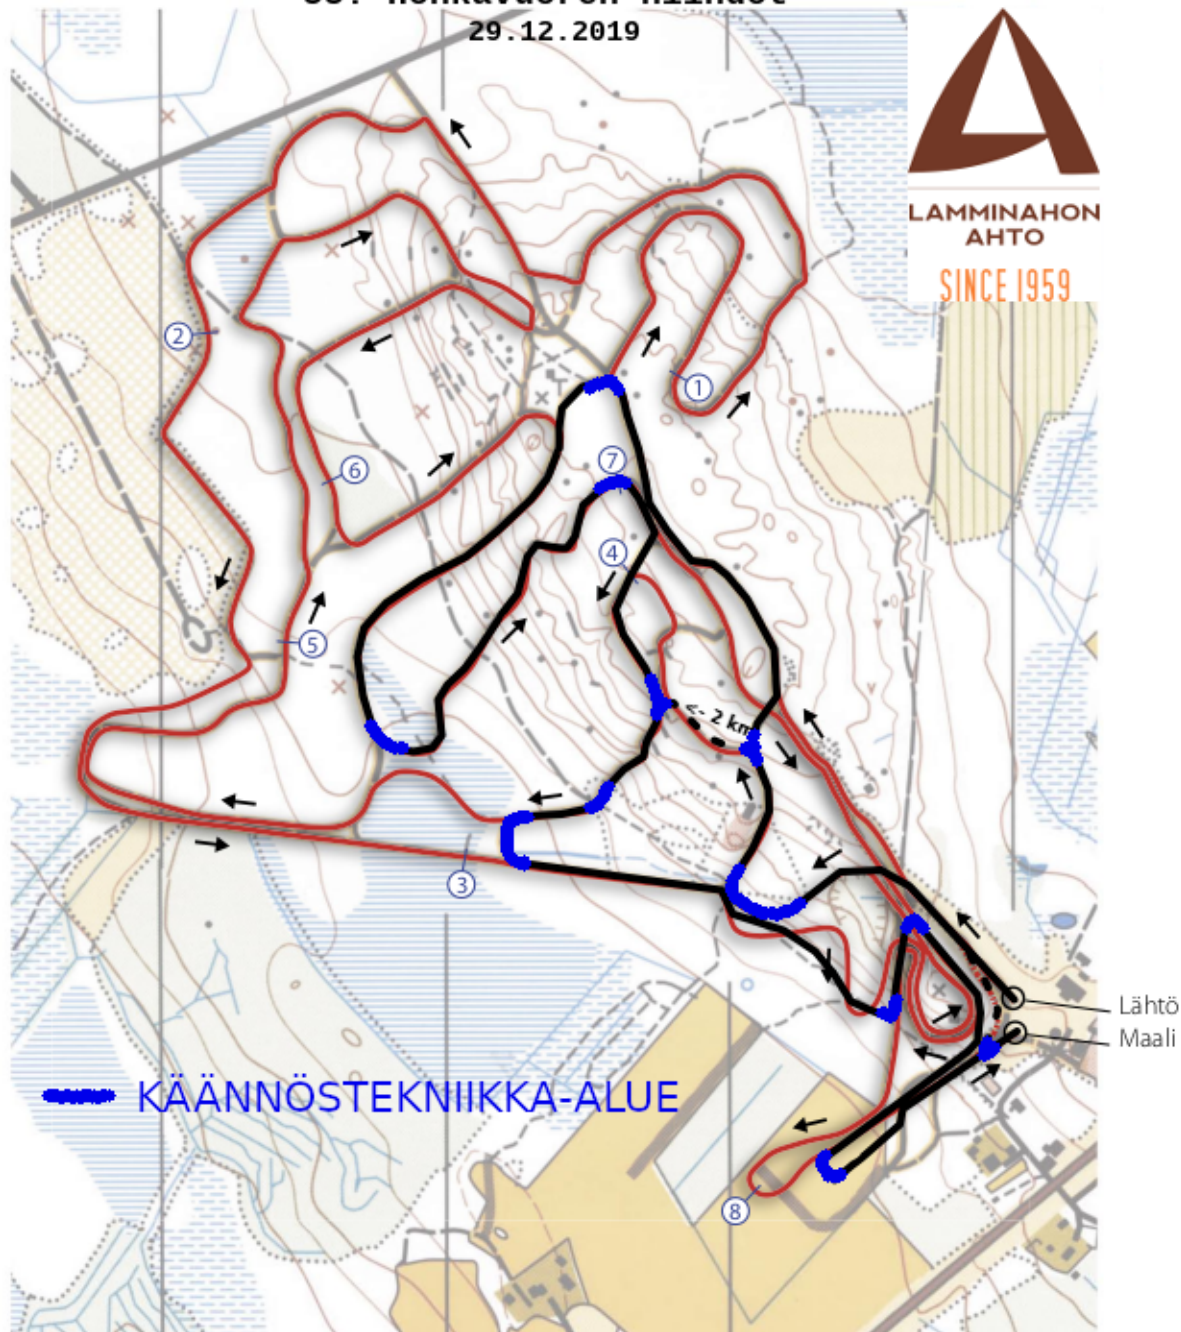 29.12.2019
LAMMINAHON
AHTO
SINCE 1959
2
1
7
6
4
5
<- 2 km
3
Lähtö
Maali
KÄÄNNÖSTEKNIIKKA-ALUE
8